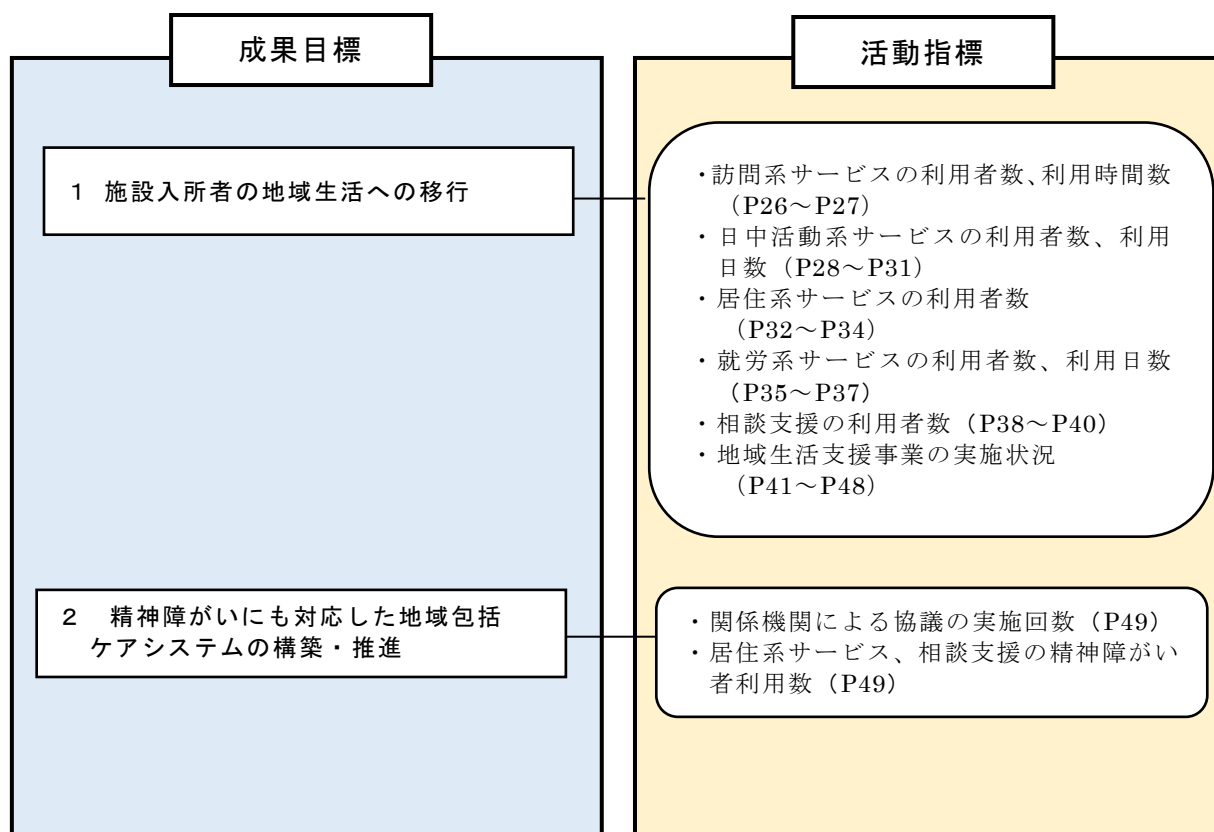 成果目標
活動指標
1 施設入所者の地域生活への移行
・訪問系サービスの利用者数、利用時間数
（P26～P27）
・日中活動系サービスの利用者数、利用
日数（P28～P31）
・居住系サービスの利用者数
（P32～P34）
・就労系サービスの利用者数、利用日数
（P35～P37）
・相談支援の利用者数（P38～P40）
・地域生活支援事業の実施状況
（P41～P48）
2 精神障がいにも対応した地域包括
ケアシステムの構築・推進
・関係機関による協議の実施回数（P49）
・居住系サービス、相談支援の精神障がい
者利用数（P49）